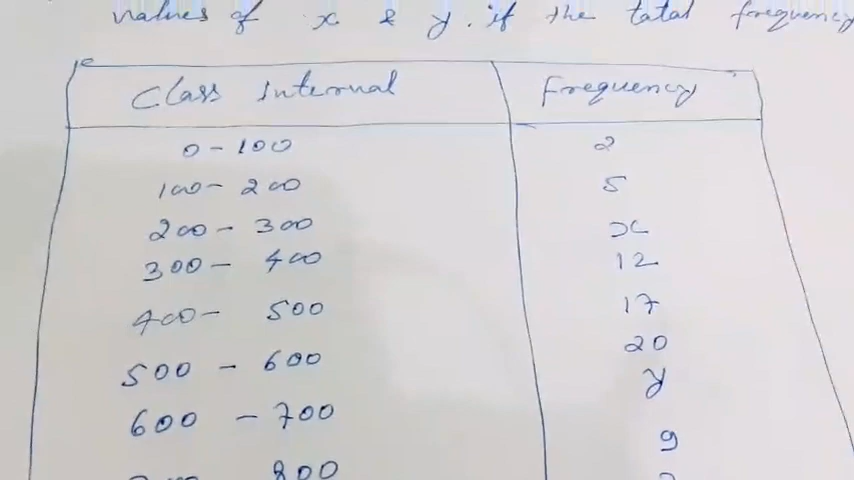 values of x & y. if the total frequency
Class Internal Frequency
0 - 100 2
100 - 200 5
200 - 300 x
300 - 400 12
400 - 500 17
500 - 600 20
600 - 700 y
9
800